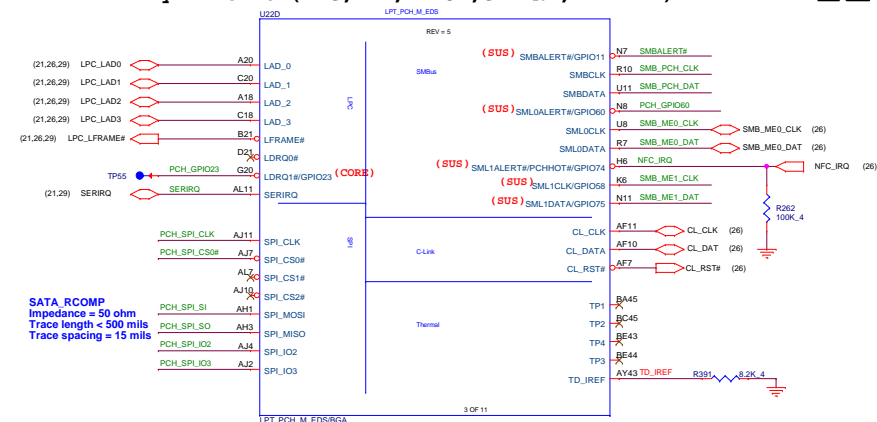 U22D
LPT_PCH_M_EDS
REV = 5
(21,26,29) LPC_LAD0 A20 LAD_0
(21,26,29) LPC_LAD1 C20 LAD_1
(21,26,29) LPC_LAD2 A18 LAD_2
(21,26,29) LPC_LAD3 C18 LAD_3
(21,26,29) LPC_LFRAME# B21 LFRAME#
D21 LDRQ0#
TP55 PCH_GPIO23 G20 LDRQ1#/GPIO23 (CORE)
(21,29) SERIRQ SERIRQ AL11 SERIRQ
LPC
PCH_SPI_CLK AJ11 SPI_CLK
PCH_SPI_CS0# AJ7 SPI_CS0#
AL7 SPI_CS1#
AJ10 SPI_CS2#
PCH_SPI_SI AH1 SPI_MOSI
PCH_SPI_SO AH3 SPI_MISO
PCH_SPI_IO2 AJ4 SPI_IO2
PCH_SPI_IO3 AJ2 SPI_IO3
SPI
SATA_RCOMP
Impedance = 50 ohm
Trace length < 500 mils
Trace spacing = 15 mils
SMBus
(SUS) SMBALERT#/GPIO11 N7 SMBALERT#
SMBCLK R10 SMB_PCH_CLK
SMBDATA U11 SMB_PCH_DAT
(SUS) SML0ALERT#/GPIO60 N8 PCH_GPIO60
SML0CLK U8 SMB_ME0_CLK SMB_ME0_CLK (26)
SML0DATA R7 SMB_ME0_DAT SMB_ME0_DAT (26)
(SUS) SML1ALERT#/PCHHOT#/GPIO74 H6 NFC_IRQ NFC_IRQ (26)
(SUS) SML1CLK/GPIO58 K6 SMB_ME1_CLK
(SUS) SML1DATA/GPIO75 N11 SMB_ME1_DAT
R262
100K_4
C-Link
CL_CLK AF11 CL_CLK (26)
CL_DATA AF10 CL_DAT (26)
CL_RST# AF7 CL_RST# (26)
Thermal
TP1 BA45
TP2 BC45
TP4 BE43
TP3 BE44
TD_IREF AY43 TD_IREF R391 8.2K_4
3 OF 11
LPT_PCH_M_EDS/BGA